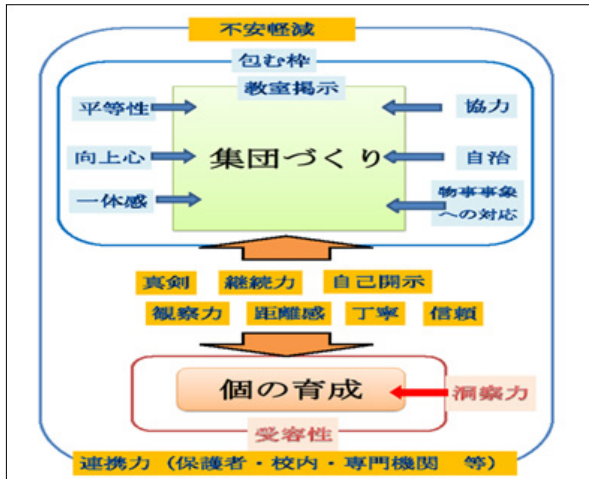 不安軽減
包む枠
教室掲示
平等性
協力
向上心
集団づくり
自治
一体感
物事事象
への対応
真剣 継続力 自己開示
観察力 距離感 丁寧 信頼
個の育成
洞察力
受容性
連携力（保護者・校内・専門機関 等）